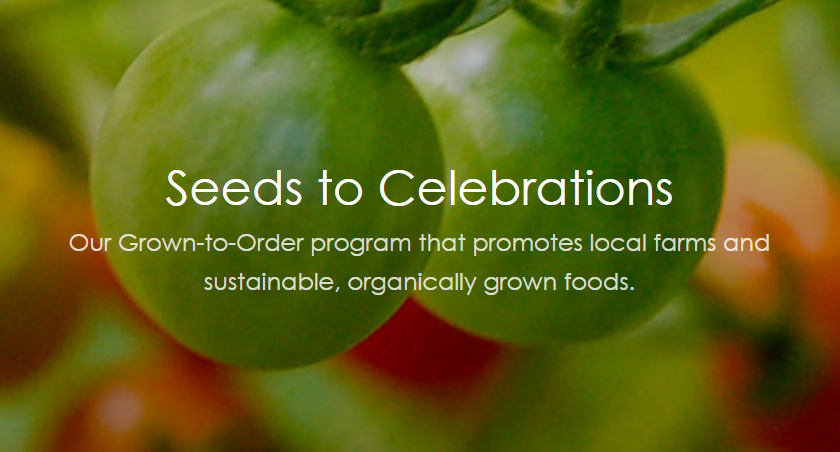 Seeds to Celebrations
Our Grown-to-Order program that promotes local farms and
sustainable, organically grown foods.